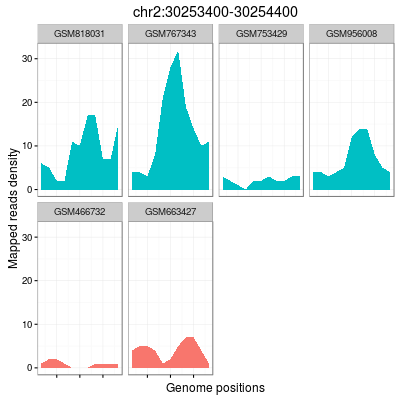 chr2:30253400-30254400
GSM818031 GSM767343 GSM753429 GSM956008
30
20
10
0
GSM466732 GSM663427
30
20
10
0
Mapped reads density
Genome positions